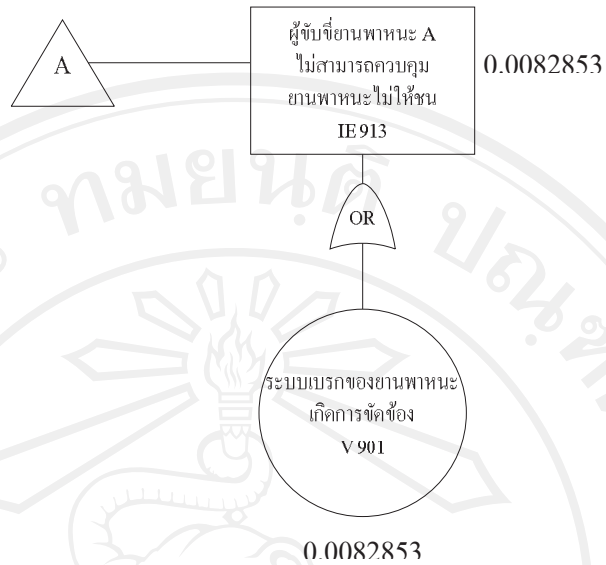 A
ผู้ขับขี่ยานพาหนะ A
ไม่สามารถควบคุม
ยานพาหนะไม่ให้ชน
IE913
0.0082853
OR
ระบบเบรกของยานพาหนะ
เกิดการขัดข้อง
V901
0.0082853